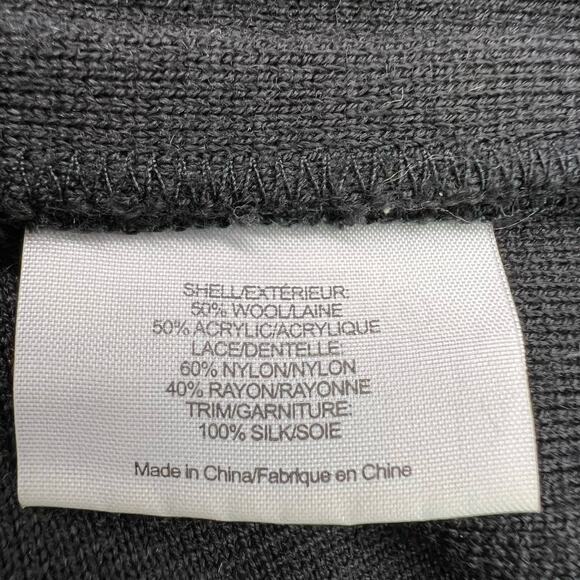 SHELL/EXTÉRIEUR:
50% WOOL/LAINE
50% ACRYLIC/ACRYLIQUE
LACE/DENTELLE:
60% NYLON/NYLON
40% RAYON/RAYONNE
TRIM/GARNITURE:
100% SILK/SOIE
Made in China/Fabrique en Chine